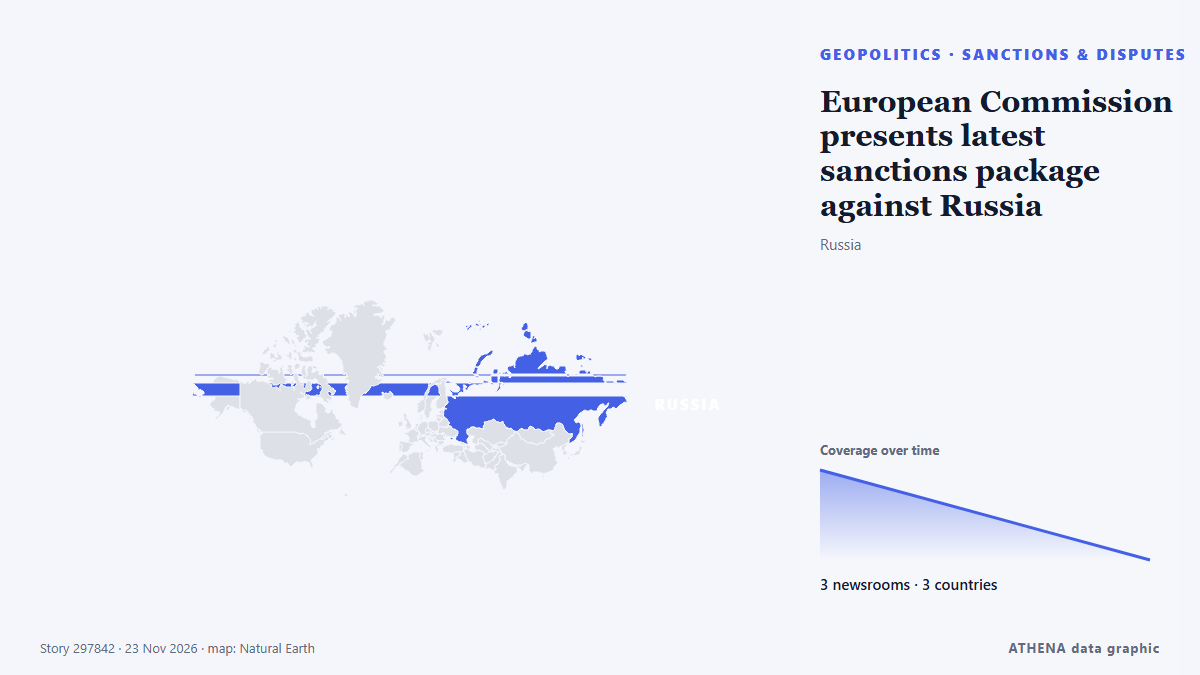 GEOPOLITICS · SANCTIONS & DISPUTES
European Commission
presents latest
sanctions package
against Russia
Russia
RUSSIA
Coverage over time
3 newsrooms · 3 countries
Story 297842 · 23 Nov 2026 · map: Natural Earth
ATHENA data graphic